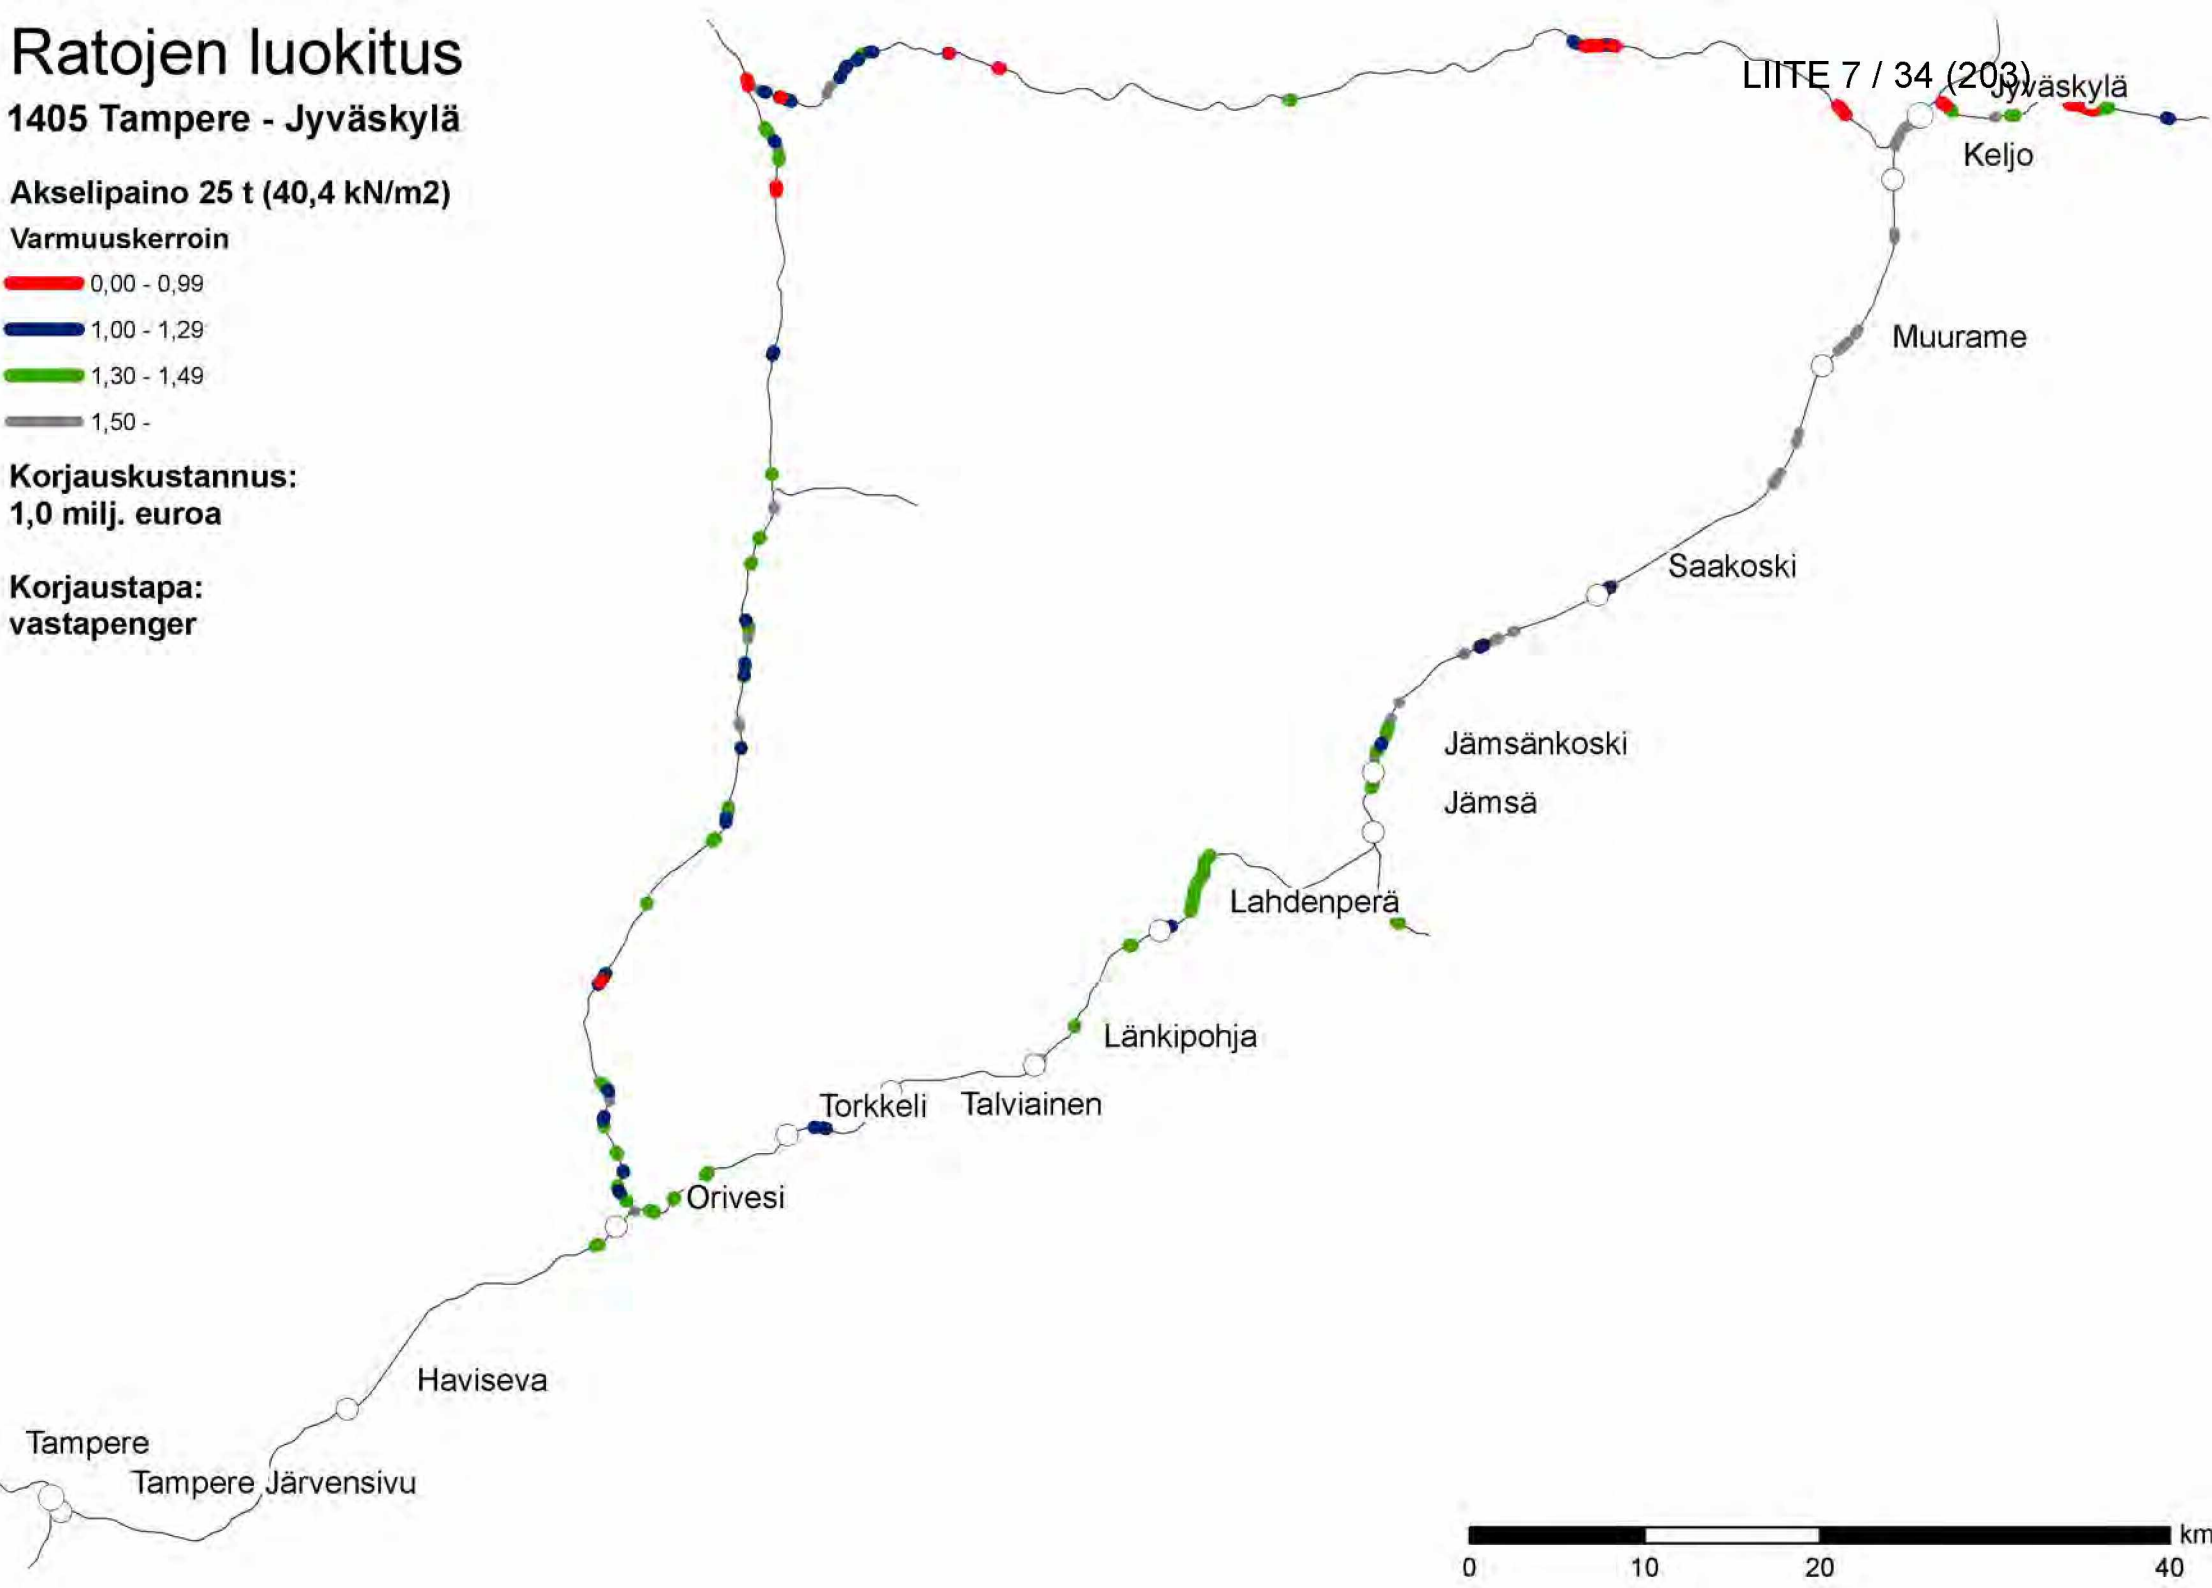 Ratojen luokitus
1405 Tampere - Jyväskylä
Akselipaino 25 t (40,4 kN/m2)
Varmuuskerroin
0,00 - 0,99
1,00 - 1,29
1,30 - 1,49
1,50 -
Korjauskustannus:
1,0 milj. euroa
Korjaustapa:
vastapenger
LIITE 7 / 34 (203)
Jyväskylä
Keljo
Muurame
Saakoski
Jämsänkoski
Jämsä
Lahdenperä
Länkipohja
Torkkeli
Talviainen
Orivesi
Haviseva
Tampere
Tampere Järvensivu
km
0 10 20 40